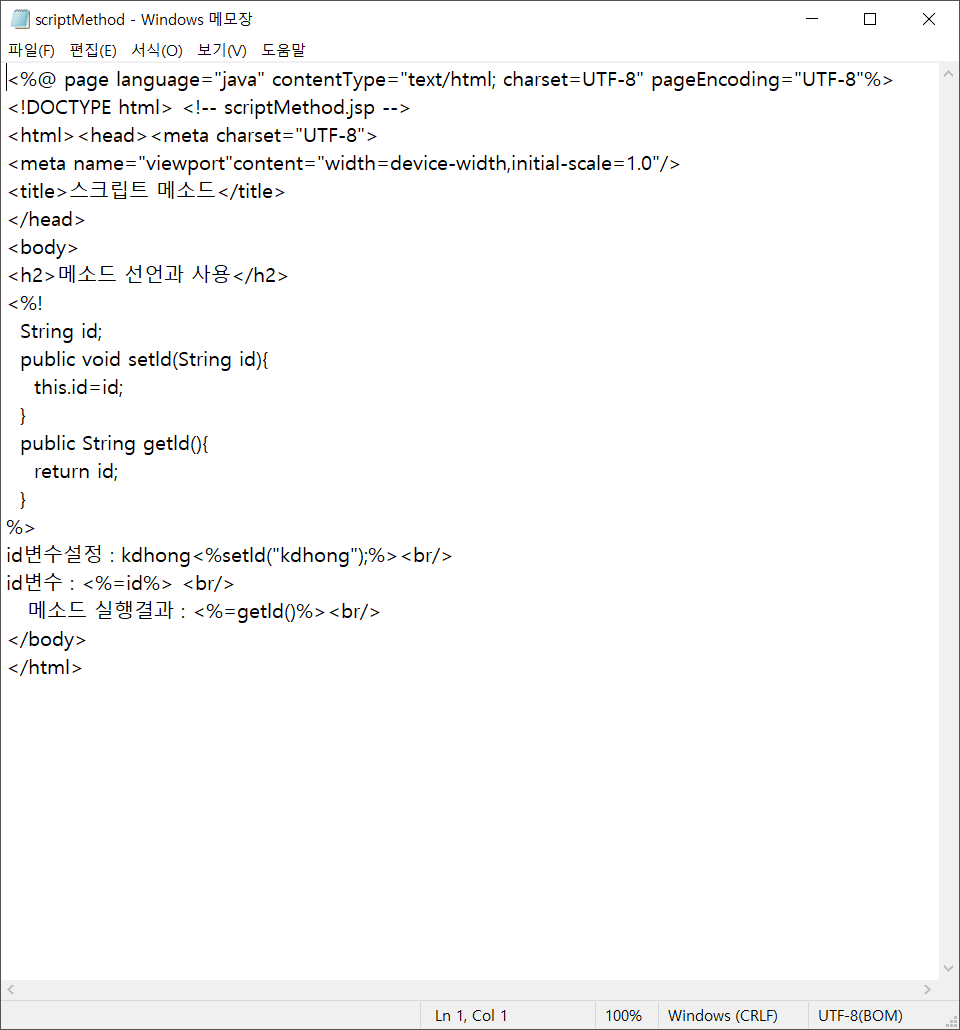 scriptMethod - Windows 메모장
파일(F) 편집(E) 서식(O) 보기(V) 도움말
<%@ page language="java" contentType="text/html; charset=UTF-8" pageEncoding="UTF-8"%>
<!DOCTYPE html> <!-- scriptMethod.jsp -->
<html><head><meta charset="UTF-8">
<meta name="viewport"content="width=device-width,initial-scale=1.0"/>
<title>스크립트 메소드</title>
</head>
<body>
<h2>메소드 선언과 사용</h2>
<%!
  String id;
  public void setId(String id){
    this.id=id;
  }
  public String getId(){
    return id;
  }
%>
id변수설정 : kdhong<%setId("kdhong");%><br/>
id변수 : <%=id%> <br/>
   메소드 실행결과 : <%=getId()%><br/>
</body>
</html>
Ln 1, Col 1 100% Windows (CRLF) UTF-8(BOM)